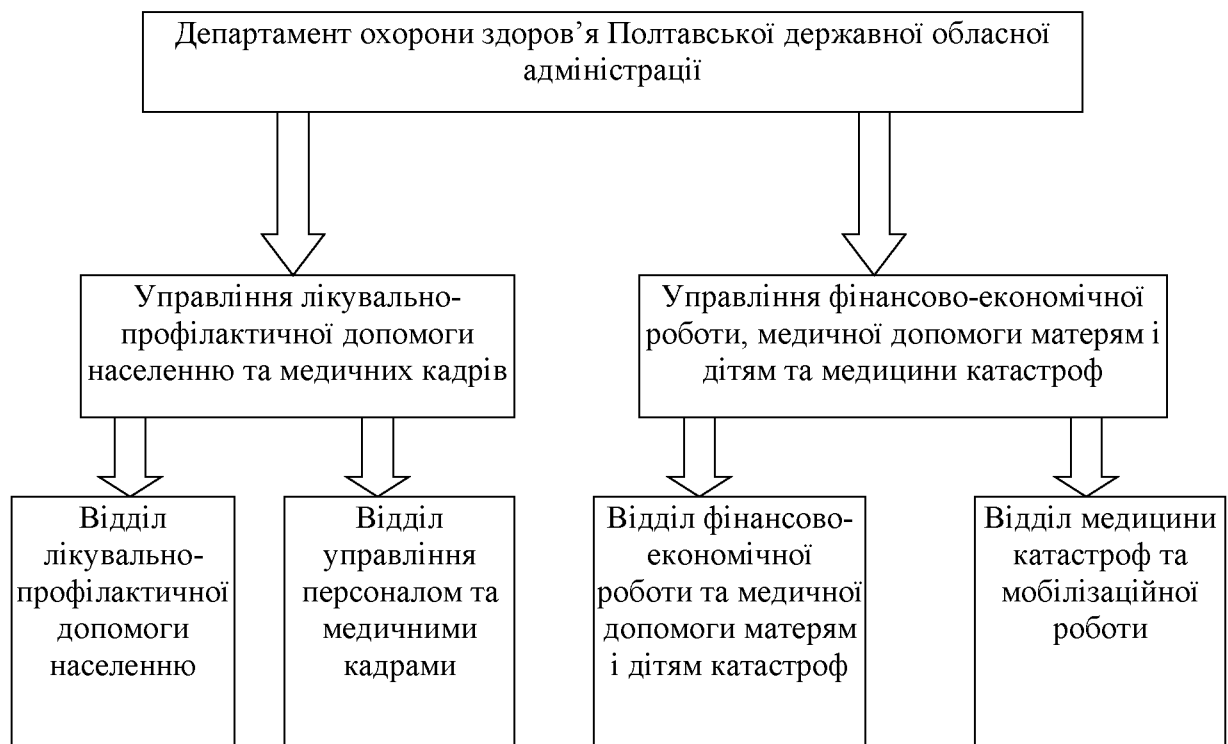 Департамент охорони здоров’я Полтавської державної обласної
адміністрації
Управління лікувально-
профілактичної допомоги
населенню та медичних кадрів
Управління фінансово-економічної
роботи, медичної допомоги матерям і
дітям та медицини катастроф
Відділ
лікувально-
профілактичної
допомоги
населенню
Відділ
управління
персоналом та
медичними
кадрами
Відділ фінансово-
економічної
роботи та медичної
допомоги матерям
і дітям катастроф
Відділ медицини
катастроф та
мобілізаційної
роботи